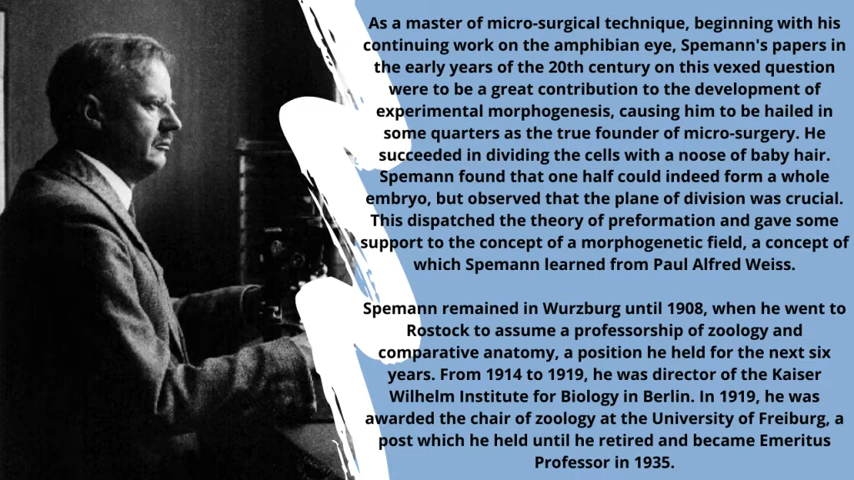 As a master of micro-surgical technique, beginning with his
continuing work on the amphibian eye, Spemann's papers in
the early years of the 20th century on this vexed question
were to be a great contribution to the development of
experimental morphogenesis, causing him to be hailed in
some quarters as the true founder of micro-surgery. He
succeeded in dividing the cells with a noose of baby hair.
Spemann found that one half could indeed form a whole
embryo, but observed that the plane of division was crucial.
This dispatched the theory of preformation and gave some
support to the concept of a morphogenetic field, a concept of
which Spemann learned from Paul Alfred Weiss.
Spemann remained in Wurzburg until 1908, when he went to
Rostock to assume a professorship of zoology and
comparative anatomy, a position he held for the next six
years. From 1914 to 1919, he was director of the Kaiser
Wilhelm Institute for Biology in Berlin. In 1919, he was
awarded the chair of zoology at the University of Freiburg, a
post which he held until he retired and became Emeritus
Professor in 1935.